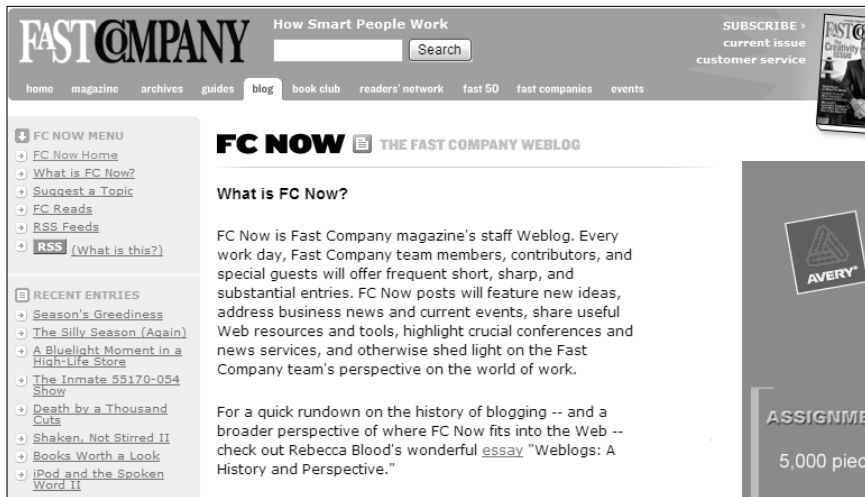 FAST COMPANY
How Smart People Work
Search
SUBSCRIBE ›
current issue
customer service
FAST CO
The
Creativity
Issue
home magazine archives guides blog book club readers' network fast 50 fast companies events
FC NOW MENU
FC Now Home
What is FC Now?
Suggest a Topic
FC Reads
RSS Feeds
RSS (What is this?)
RECENT ENTRIES
Season's Greediness
The Silly Season (Again)
A Bluelight Moment in a
High-Life Store
The Inmate 55170-054
Show
Death by a Thousand
Cuts
Shaken, Not Stirred II
Books Worth a Look
iPod and the Spoken
Word II
FC NOW THE FAST COMPANY WEBLOG
What is FC Now?
FC Now is Fast Company magazine's staff Weblog. Every
work day, Fast Company team members, contributors, and
special guests will offer frequent short, sharp, and
substantial entries. FC Now posts will feature new ideas,
address business news and current events, share useful
Web resources and tools, highlight crucial conferences and
news services, and otherwise shed light on the Fast
Company team's perspective on the world of work.
For a quick rundown on the history of blogging -- and a
broader perspective of where FC Now fits into the Web --
check out Rebecca Blood's wonderful essay "Weblogs: A
History and Perspective."
AVERY
ASSIGNME
5,000 piec